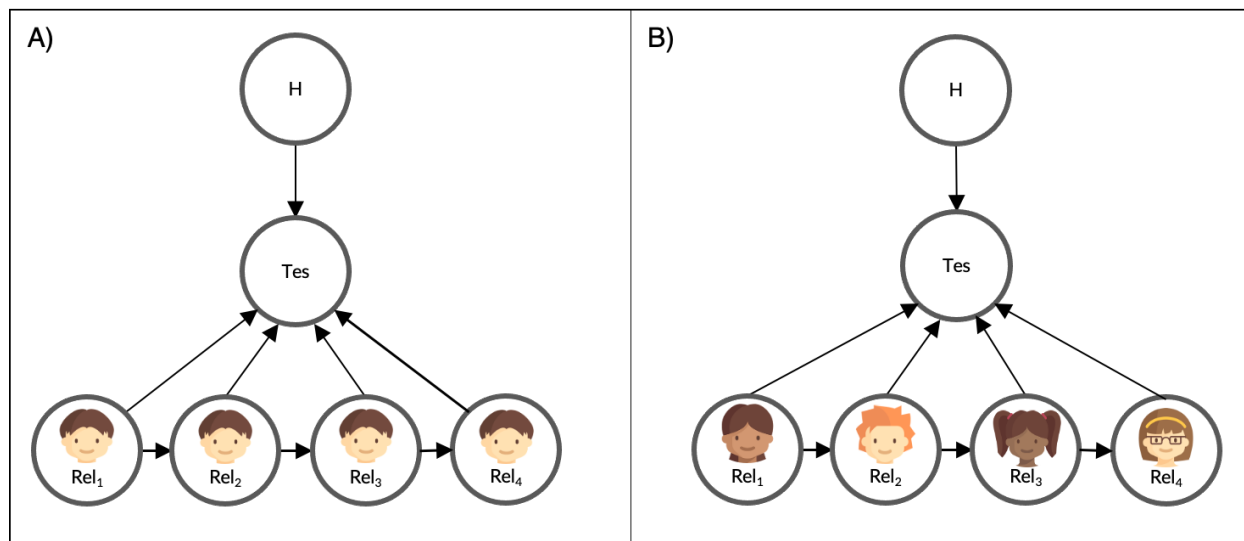 A)
H
Tes
Rel₁
Rel₂
Rel₃
Rel₄
B)
H
Tes
Rel₁
Rel₂
Rel₃
Rel₄